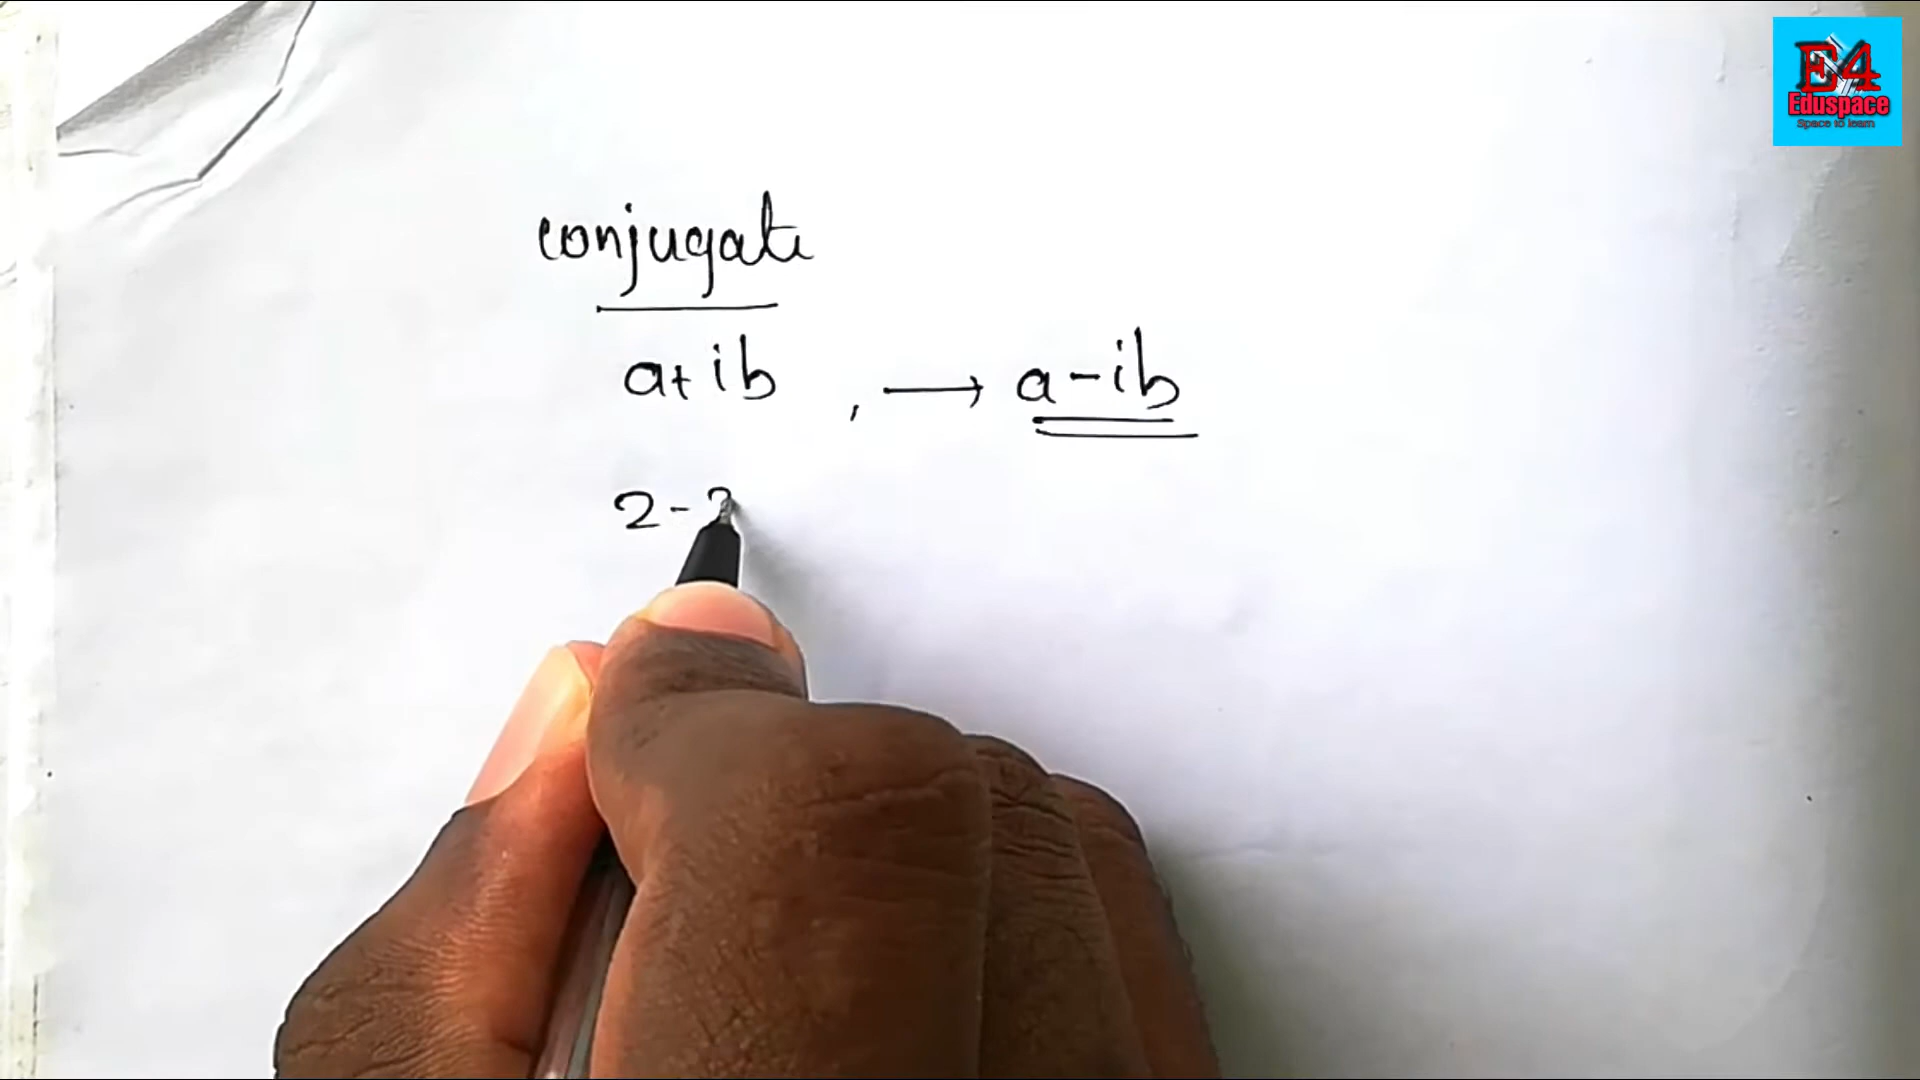 E4
Eduspace
Space to learn
conjugate
a+ib , → a-ib
2-